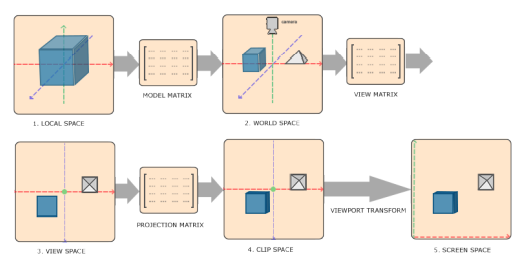 camera
MODEL MATRIX
VIEW MATRIX
1. LOCAL SPACE
2. WORLD SPACE
PROJECTION MATRIX
VIEWPORT TRANSFORM
3. VIEW SPACE
4. CLIP SPACE
5. SCREEN SPACE